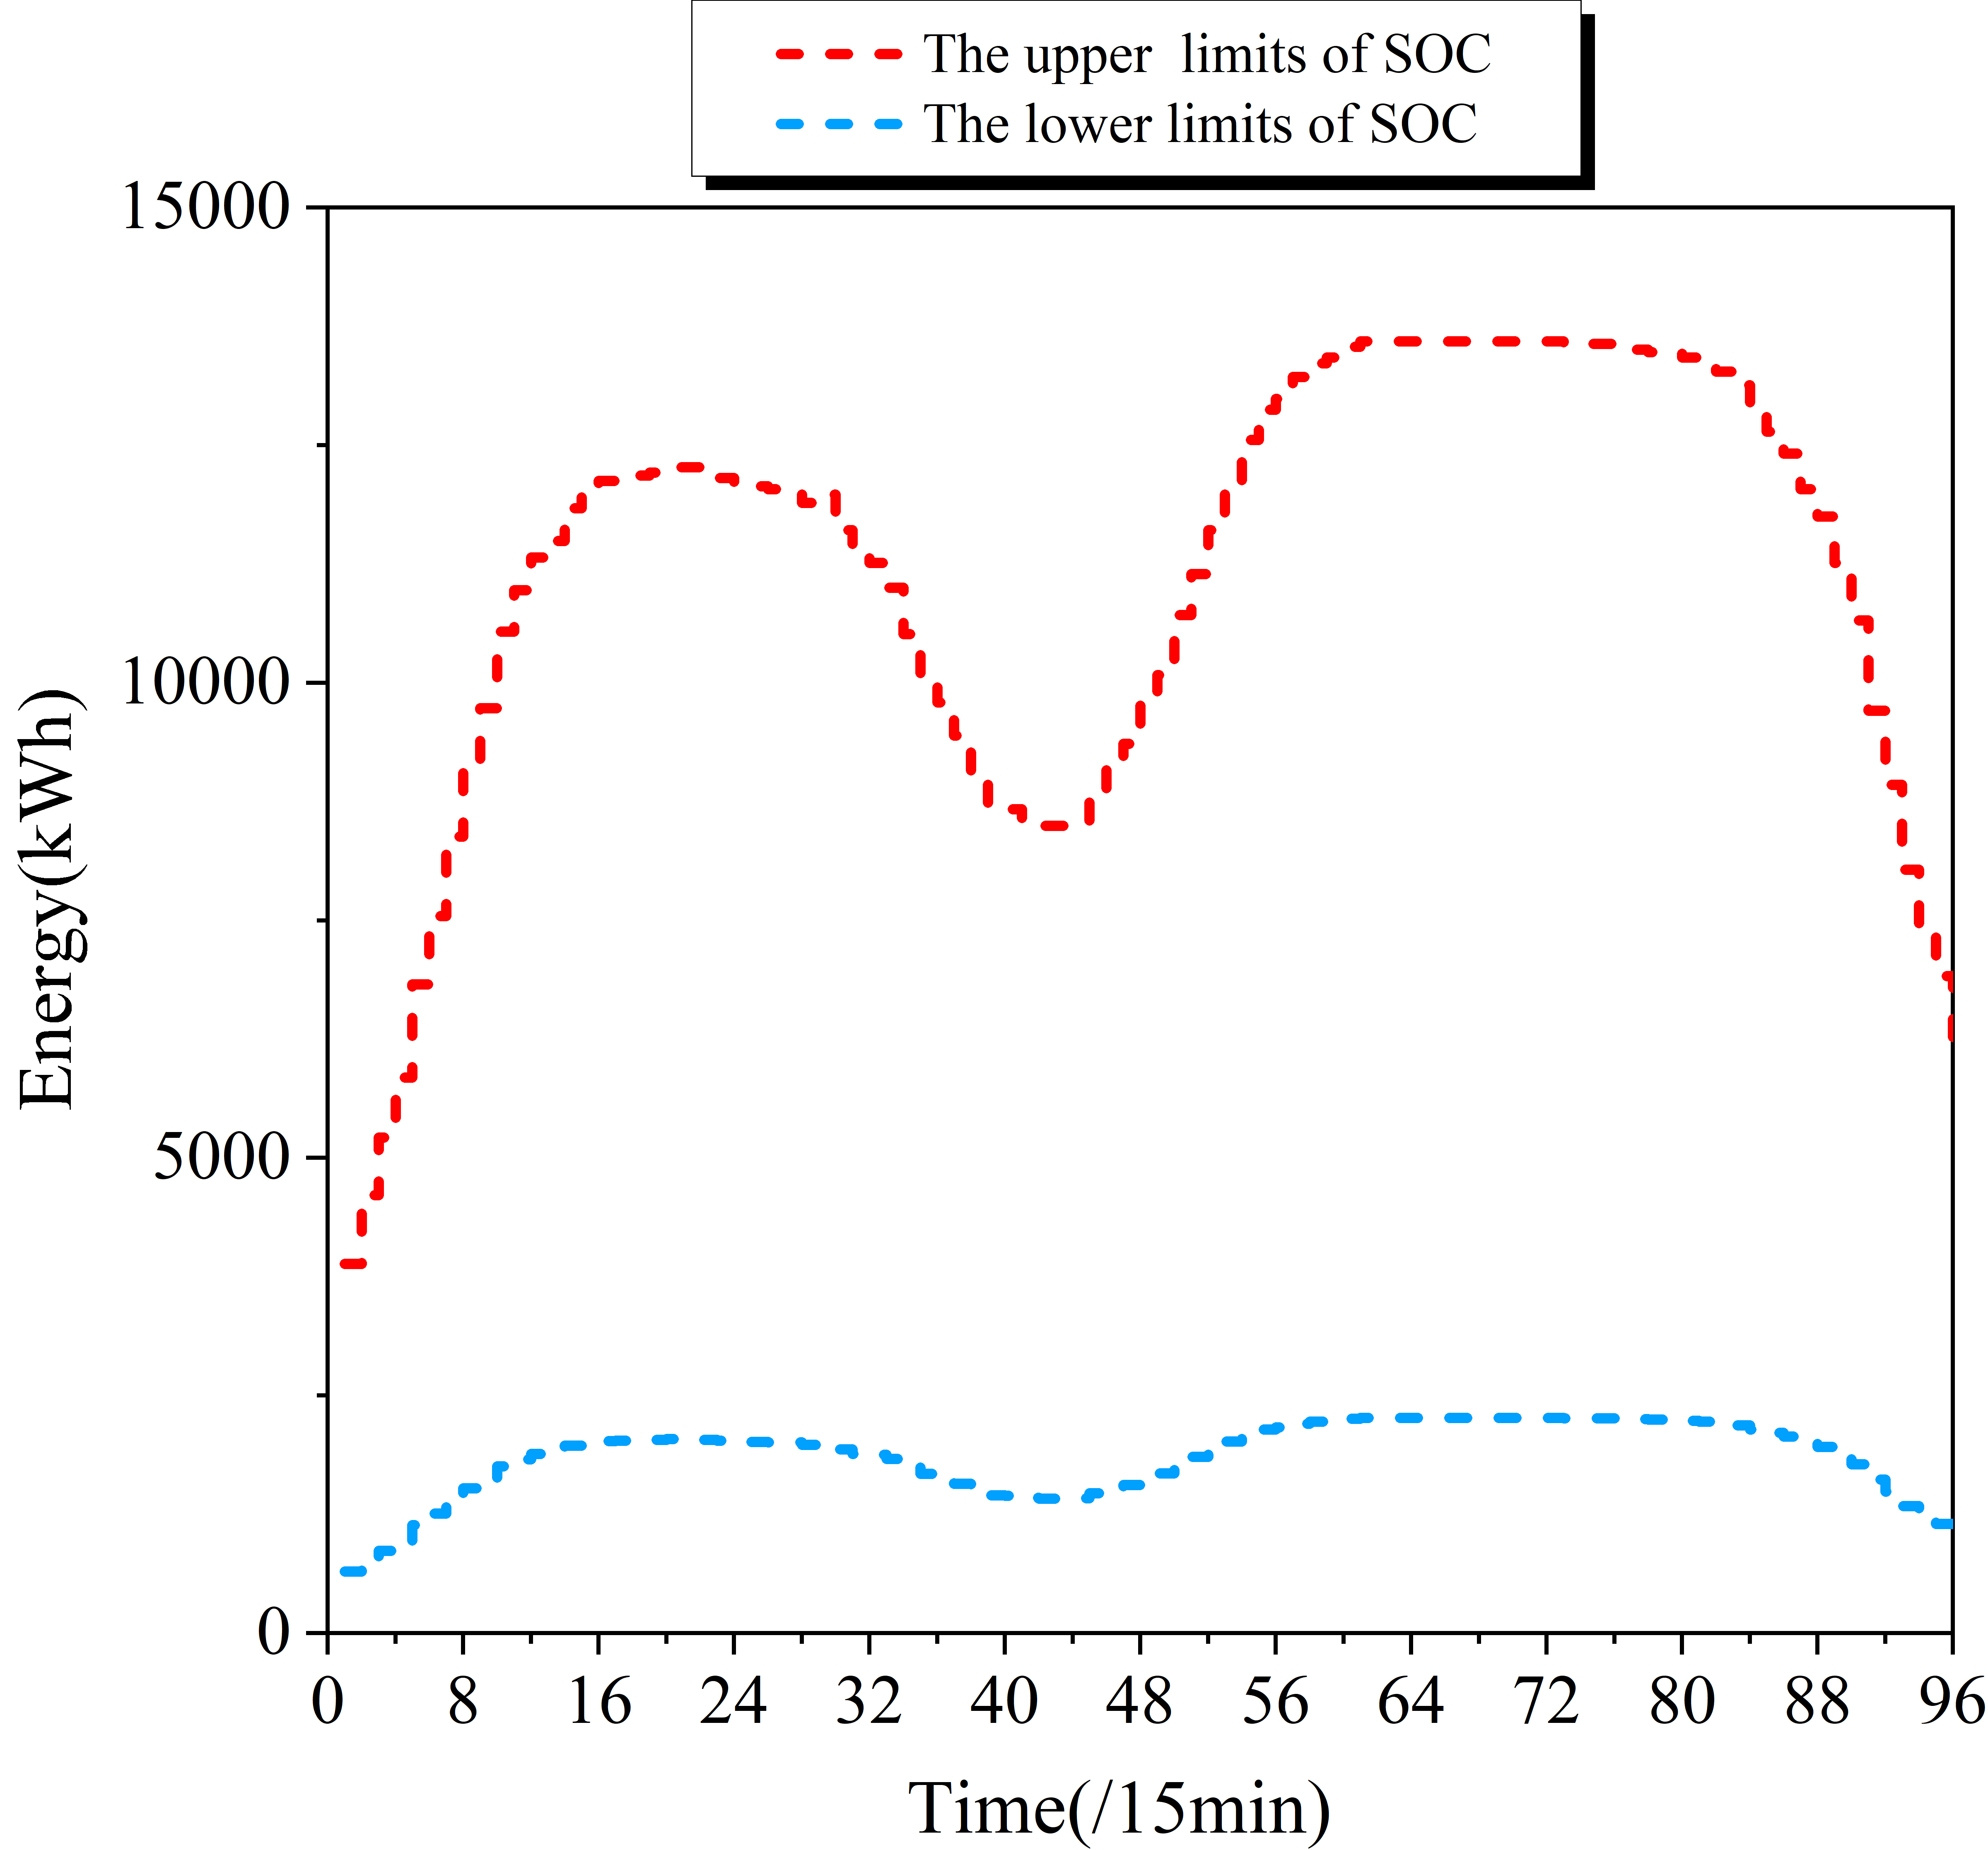 The upper limits of SOC
The lower limits of SOC
15000
10000
5000
0
Energy(kWh)
0 8 16 24 32 40 48 56 64 72 80 88 96
Time(/15min)